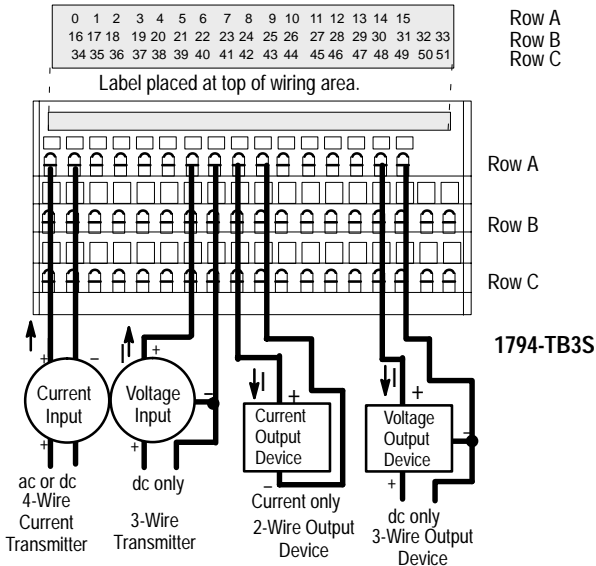 0 1 2 3 4 5 6 7 8 9 10 11 12 13 14 15 Row A
16 17 18 19 20 21 22 23 24 25 26 27 28 29 30 31 32 33 Row B
34 35 36 37 38 39 40 41 42 43 44 45 46 47 48 49 50 51 Row C
Label placed at top of wiring area.
Row A
Row B
Row C
1794-TB3S
+ –
Current
Input
+
ac or dc
4-Wire
Current
Transmitter
I
+
Voltage
Input
–
+
dc only
3-Wire
Transmitter
I
+
Current
Output
Device
–
Current only
2-Wire Output
Device
I
+
Voltage
Output
Device
–
+
dc only
3-Wire Output
Device